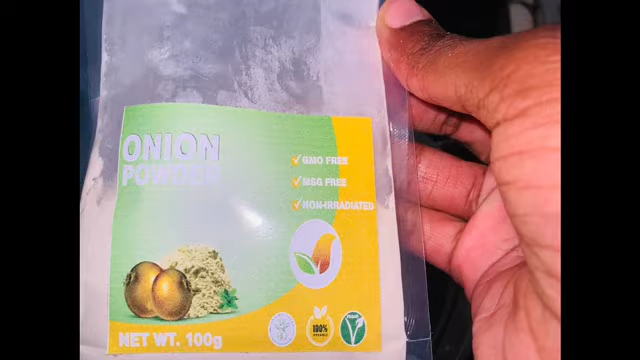 ONION
POWDER
✓GMO FREE
✓MSG FREE
✓NON-IRRADIATED
NET WT. 100g
100%